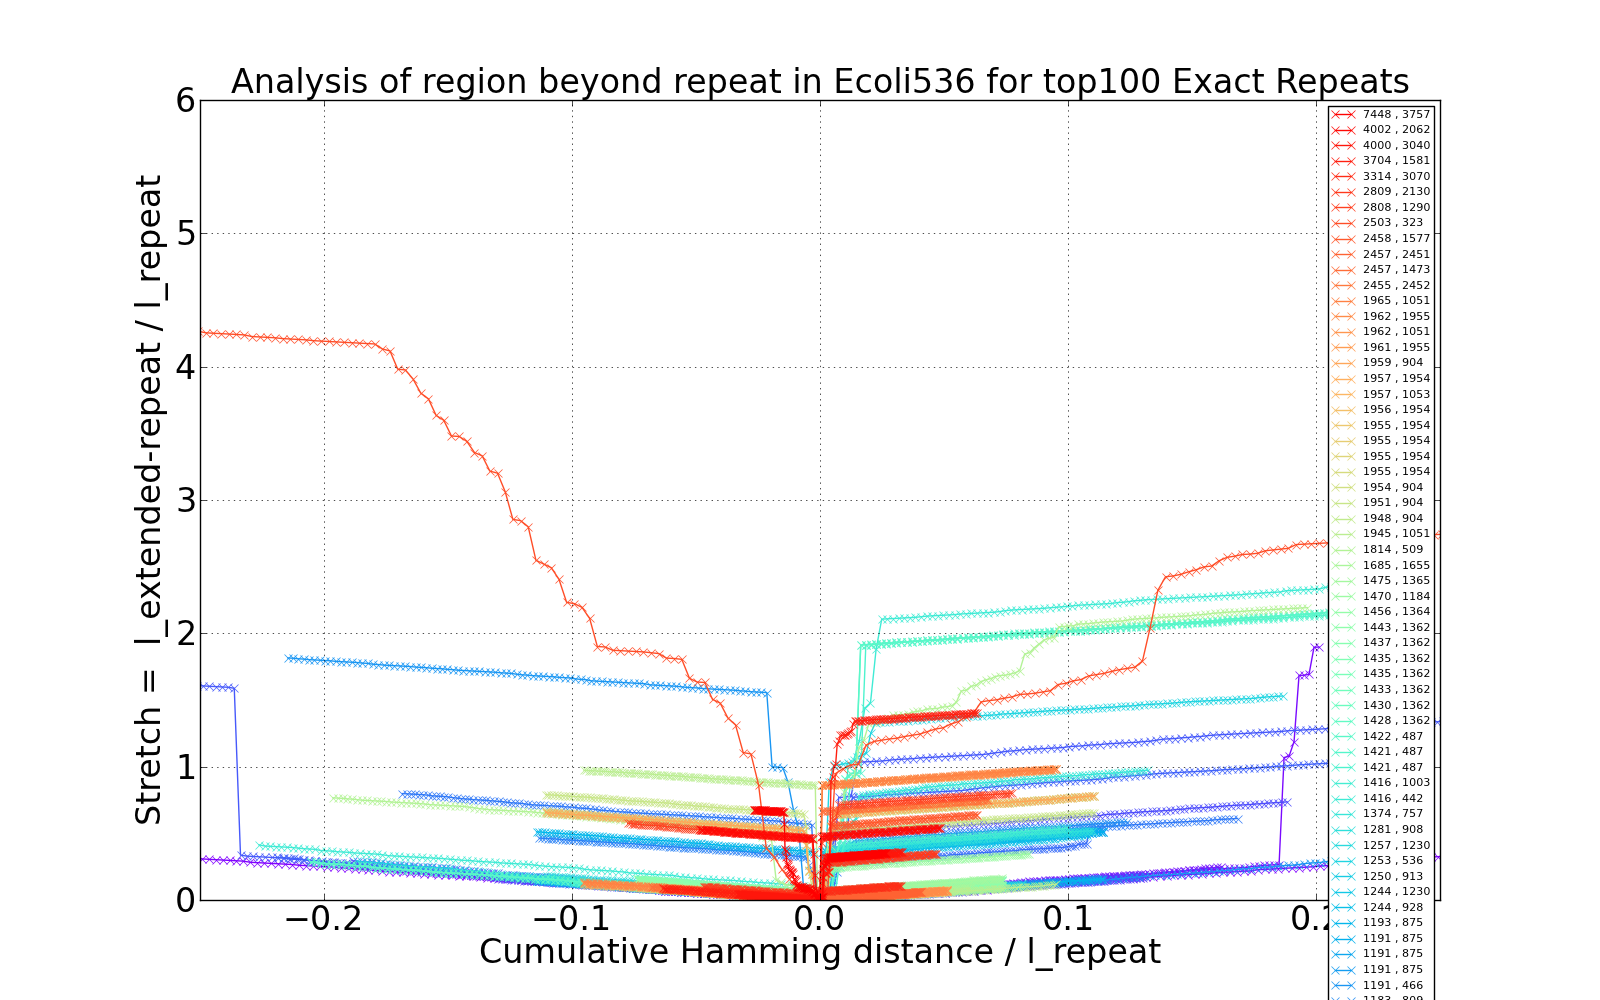 Analysis of region beyond repeat in Ecoli536 for top100 Exact Repeats
6
5
4
3
2
1
0
Stretch = l_extended-repeat / l_repeat
−0.2
−0.1
0.0
0.1
Cumulative Hamming distance / l_repeat
7448 , 3757
4002 , 2062
4000 , 3040
3704 , 1581
3314 , 3070
2809 , 2130
2808 , 1290
2503 , 323
2458 , 1577
2457 , 2451
2457 , 1473
2455 , 2452
1965 , 1051
1962 , 1955
1962 , 1051
1961 , 1955
1959 , 904
1957 , 1954
1957 , 1053
1956 , 1954
1955 , 1954
1955 , 1954
1955 , 1954
1955 , 1954
1954 , 904
1951 , 904
1948 , 904
1945 , 1051
1814 , 509
1685 , 1655
1475 , 1365
1470 , 1184
1456 , 1364
1443 , 1362
1437 , 1362
1435 , 1362
1435 , 1362
1433 , 1362
1430 , 1362
1428 , 1362
1422 , 487
1421 , 487
1421 , 487
1416 , 1003
1416 , 442
1374 , 757
1281 , 908
1257 , 1230
1253 , 536
1250 , 913
1244 , 1230
1244 , 928
1193 , 875
1191 , 875
1191 , 875
1191 , 875
1191 , 466
1183 , 809